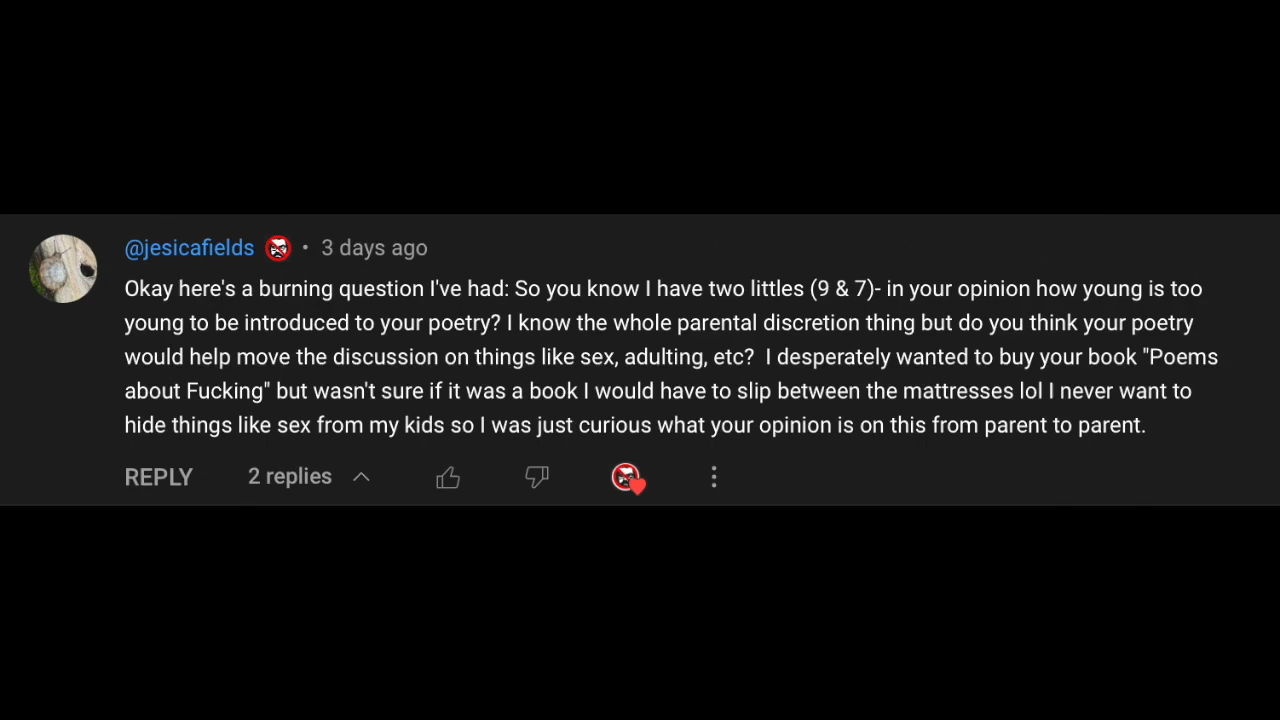 @jesicafields • 3 days ago
Okay here's a burning question I've had: So you know I have two littles (9 & 7)- in your opinion how young is too
young to be introduced to your poetry? I know the whole parental discretion thing but do you think your poetry
would help move the discussion on things like sex, adulting, etc?  I desperately wanted to buy your book "Poems
about Fucking" but wasn't sure if it was a book I would have to slip between the mattresses lol I never want to
hide things like sex from my kids so I was just curious what your opinion is on this from parent to parent.
REPLY 2 replies